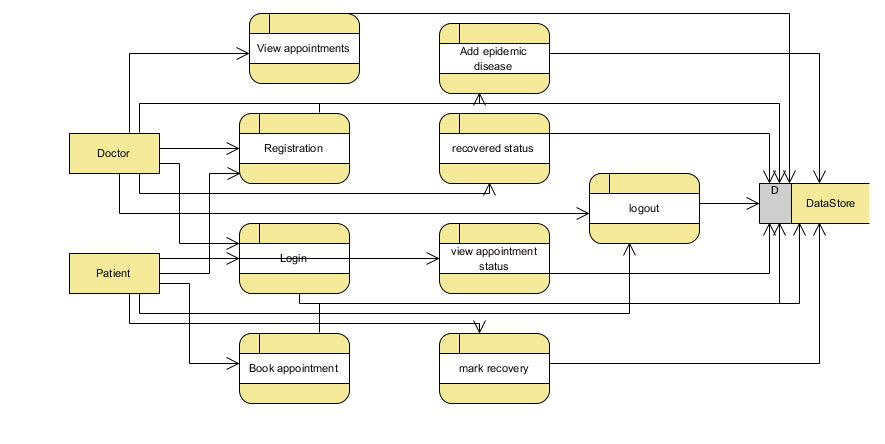 View appointments
Add epidemic
disease
Doctor
Registration
recovered status
D
DataStore
logout
Login
view appointment
status
Patient
Book appointment
mark recovery